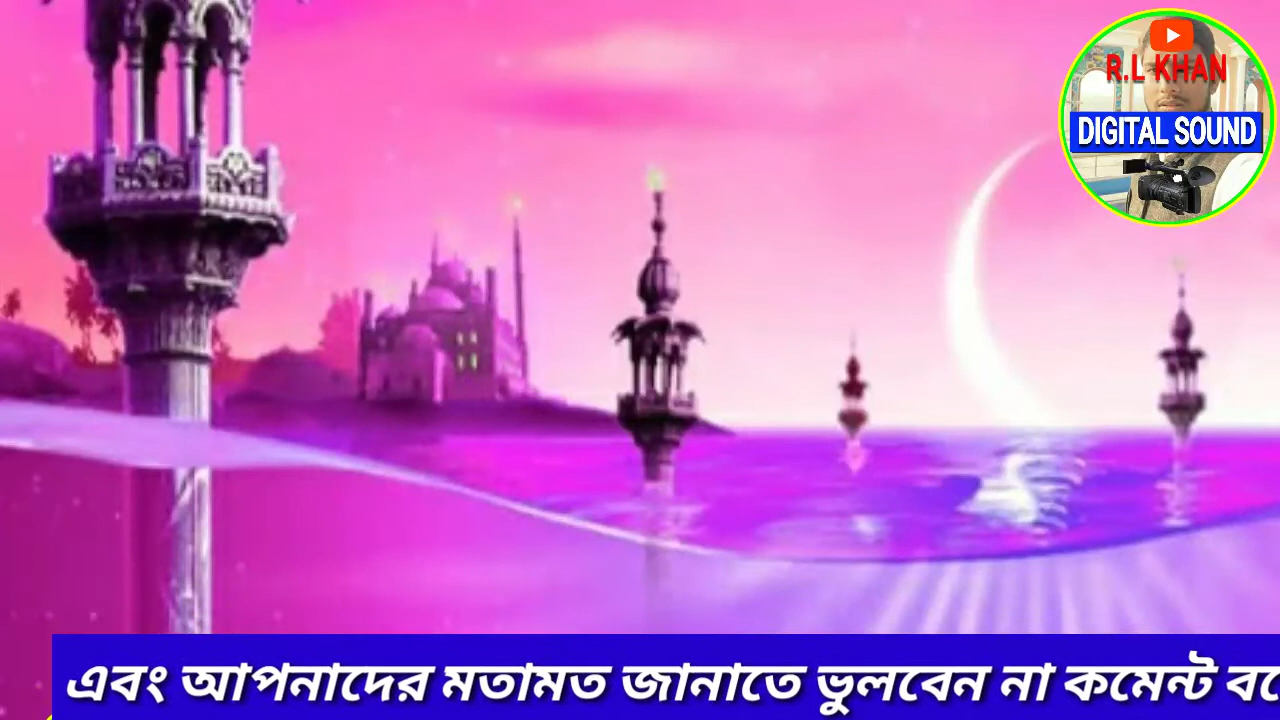 R.L KHAN
DIGITAL SOUND
এবং আপনাদের মতামত জানাতে ভুলবেন না কমেন্ট